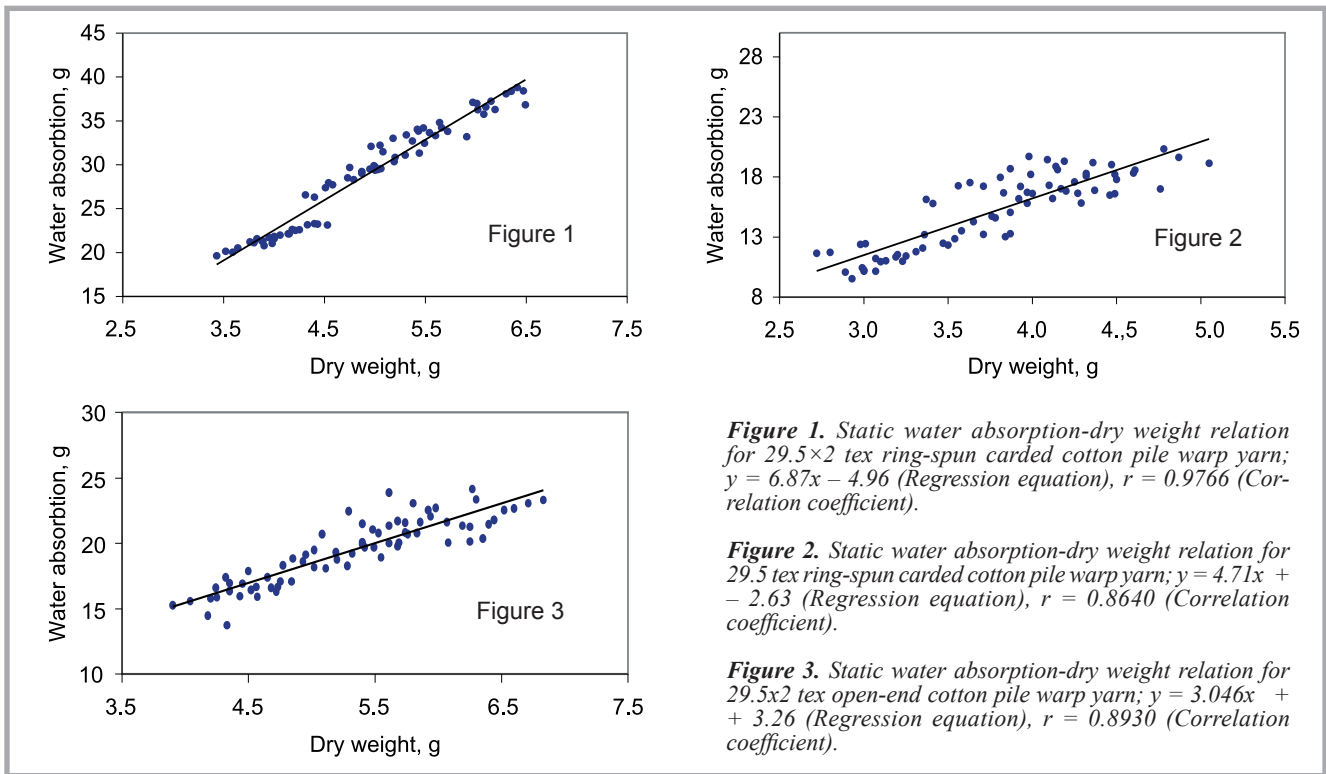 45
40
35
30
25
20
15
Water absorbtion, g
2.5 3.5 4.5 5.5 6.5 7.5
Dry weight, g
Figure 1
28
23
18
13
8
Water absorbtion, g
2.5 3.0 3.5 4.0 4.,5 5.0 5.5
Dry weight, g
Figure 2
30
25
20
15
10
Water absorbtion, g
3.5 4.5 5.5 6.5 7.5
Dry weight, g
Figure 3
Figure 1. Static water absorption-dry weight relation
for 29.5×2 tex ring-spun carded cotton pile warp yarn;
y = 6.87x – 4.96 (Regression equation), r = 0.9766 (Cor-
relation coefficient).
Figure 2. Static water absorption-dry weight relation for
29.5 tex ring-spun carded cotton pile warp yarn; y = 4.71x +
– 2.63 (Regression equation), r = 0.8640 (Correlation
coefficient).
Figure 3. Static water absorption-dry weight relation for
29.5x2 tex open-end cotton pile warp yarn; y = 3.046x +
+ 3.26 (Regression equation), r = 0.8930 (Correlation
coefficient).